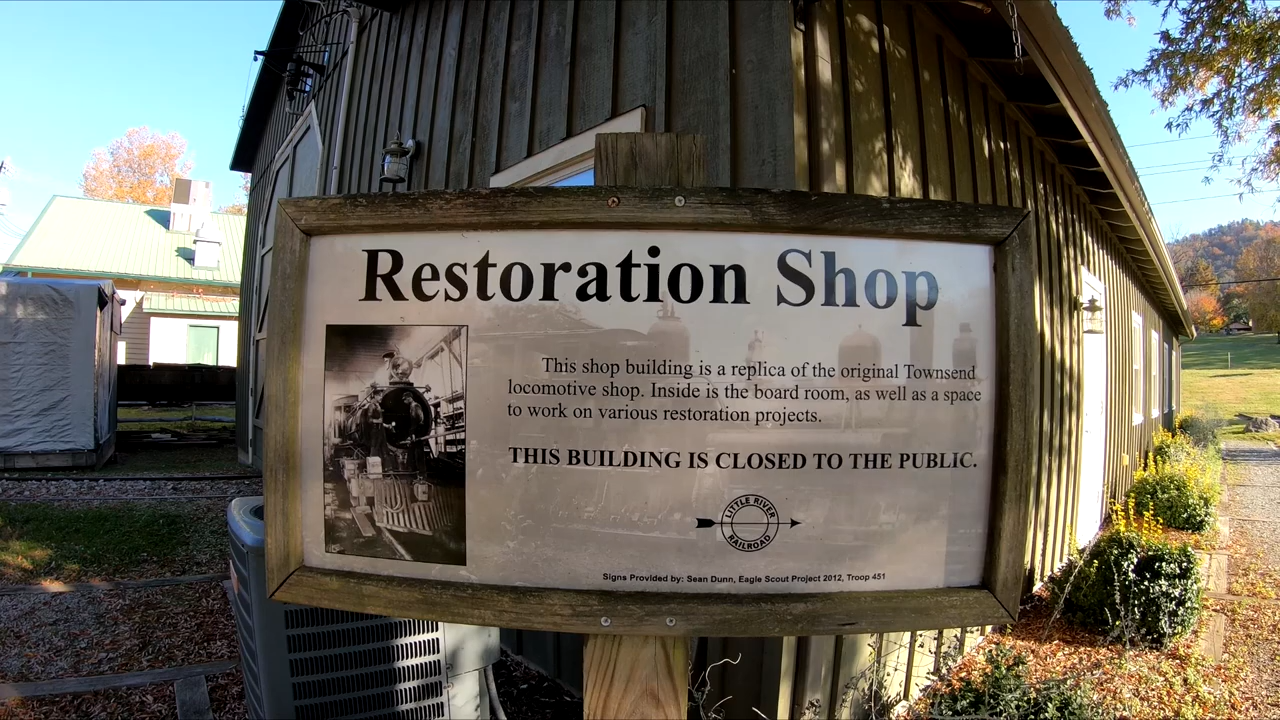 Restoration Shop
This shop building is a replica of the original Townsend
locomotive shop. Inside is the board room, as well as a space
to work on various restoration projects.
THIS BUILDING IS CLOSED TO THE PUBLIC.
LITTLE RIVER
RAILROAD
Signs Provided by: Sean Dunn, Eagle Scout Project 2012, Troop 451